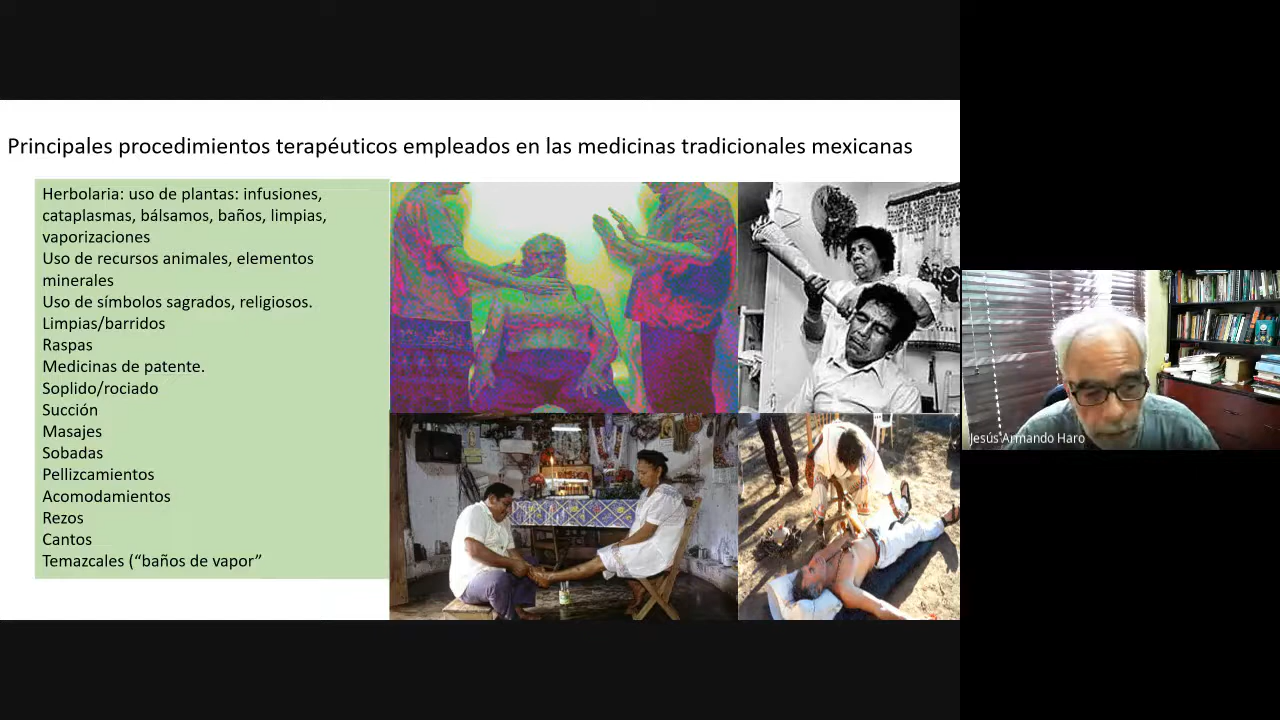 Principales procedimientos terapéuticos empleados en las medicinas tradicionales mexicanas
Herbolaria: uso de plantas: infusiones,
cataplasmas, bálsamos, baños, limpias,
vaporizaciones
Uso de recursos animales, elementos
minerales
Uso de símbolos sagrados, religiosos.
Limpias/barridos
Raspas
Medicinas de patente.
Soplido/rociado
Succión
Masajes
Sobadas
Pellizcamientos
Acomodamientos
Rezos
Cantos
Temazcales (“baños de vapor”
Jesús Armando Haro